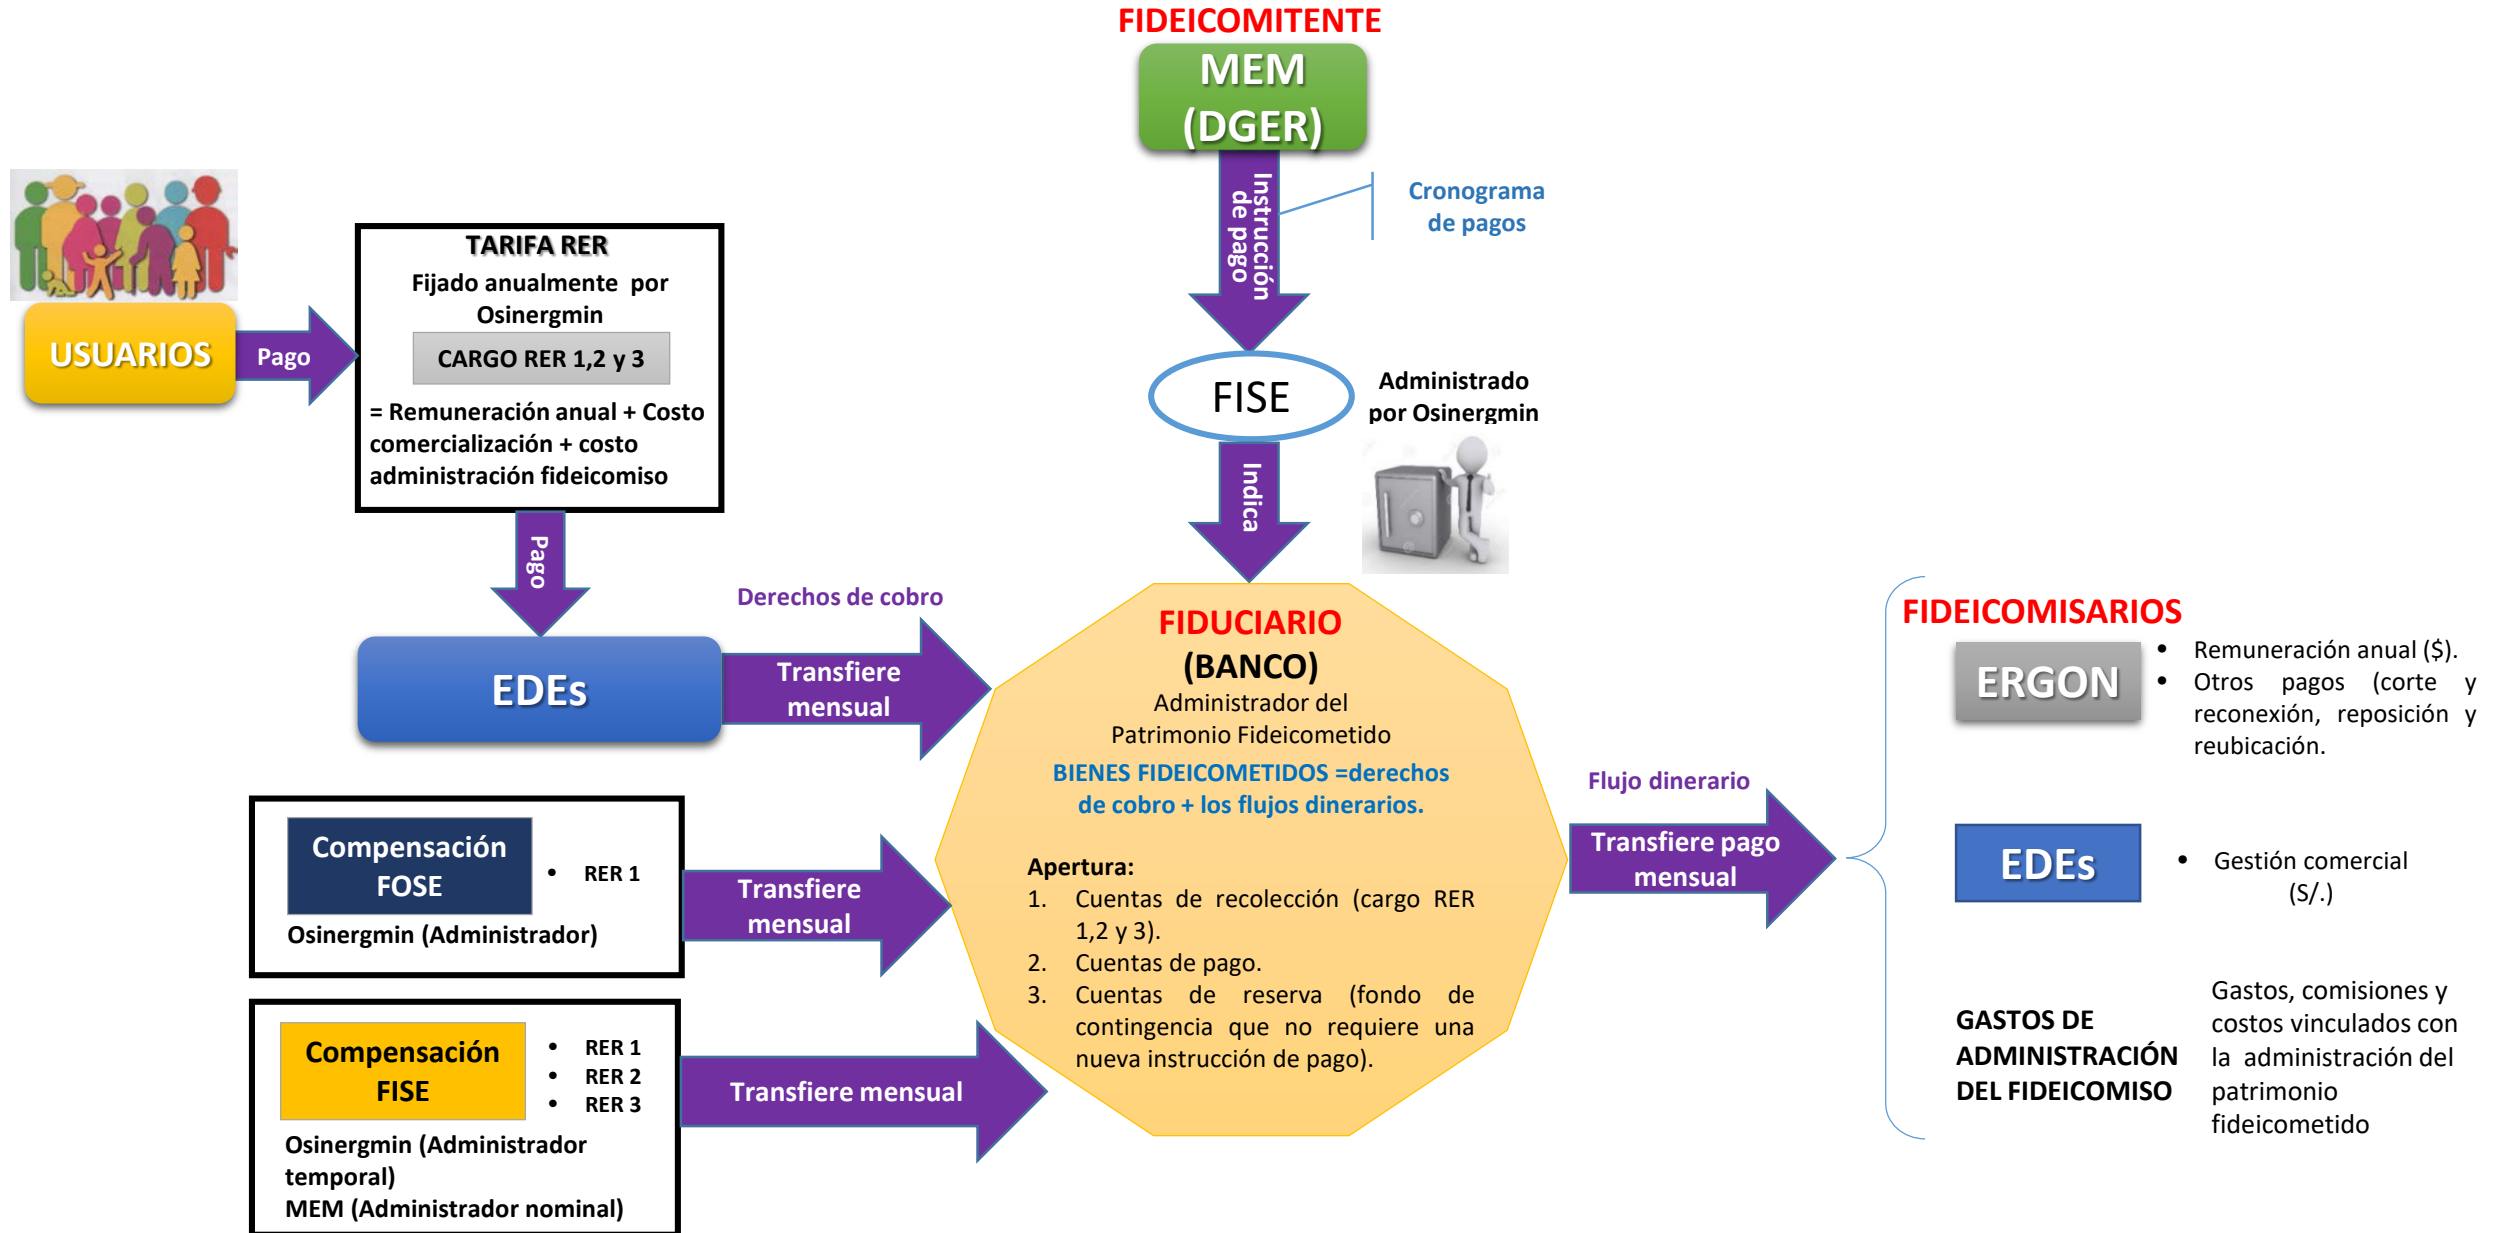 FIDEICOMITENTE
MEM
(DGER)
Instrucción
de pago
Cronograma
de pagos
FISE
Administrado
por Osinergmin
Indica
USUARIOS
Pago
TARIFA RER
Fijado anualmente por
Osinergmin
CARGO RER 1,2 y 3
= Remuneración anual + Costo
comercialización + costo
administración fideicomiso
Pago
EDEs
Derechos de cobro
Transfiere
mensual
Compensación
FOSE
• RER 1
Osinergmin (Administrador)
Transfiere
mensual
Compensación
FISE
• RER 1
• RER 2
• RER 3
Osinergmin (Administrador
temporal)
MEM (Administrador nominal)
Transfiere mensual
FIDUCIARIO
(BANCO)
Administrador del
Patrimonio Fideicometido
BIENES FIDEICOMETIDOS =derechos
de cobro + los flujos dinerarios.
Apertura:
1. Cuentas de recolección (cargo RER
1,2 y 3).
2. Cuentas de pago.
3. Cuentas de reserva (fondo de
contingencia que no requiere una
nueva instrucción de pago).
Flujo dinerario
Transfiere pago
mensual
FIDEICOMISARIOS
ERGON
• Remuneración anual ($).
• Otros pagos (corte y
reconexión, reposición y
reubicación.
EDEs
• Gestión comercial
(S/.)
GASTOS DE
ADMINISTRACIÓN
DEL FIDEICOMISO
Gastos, comisiones y
costos vinculados con
la administración del
patrimonio
fideicometido